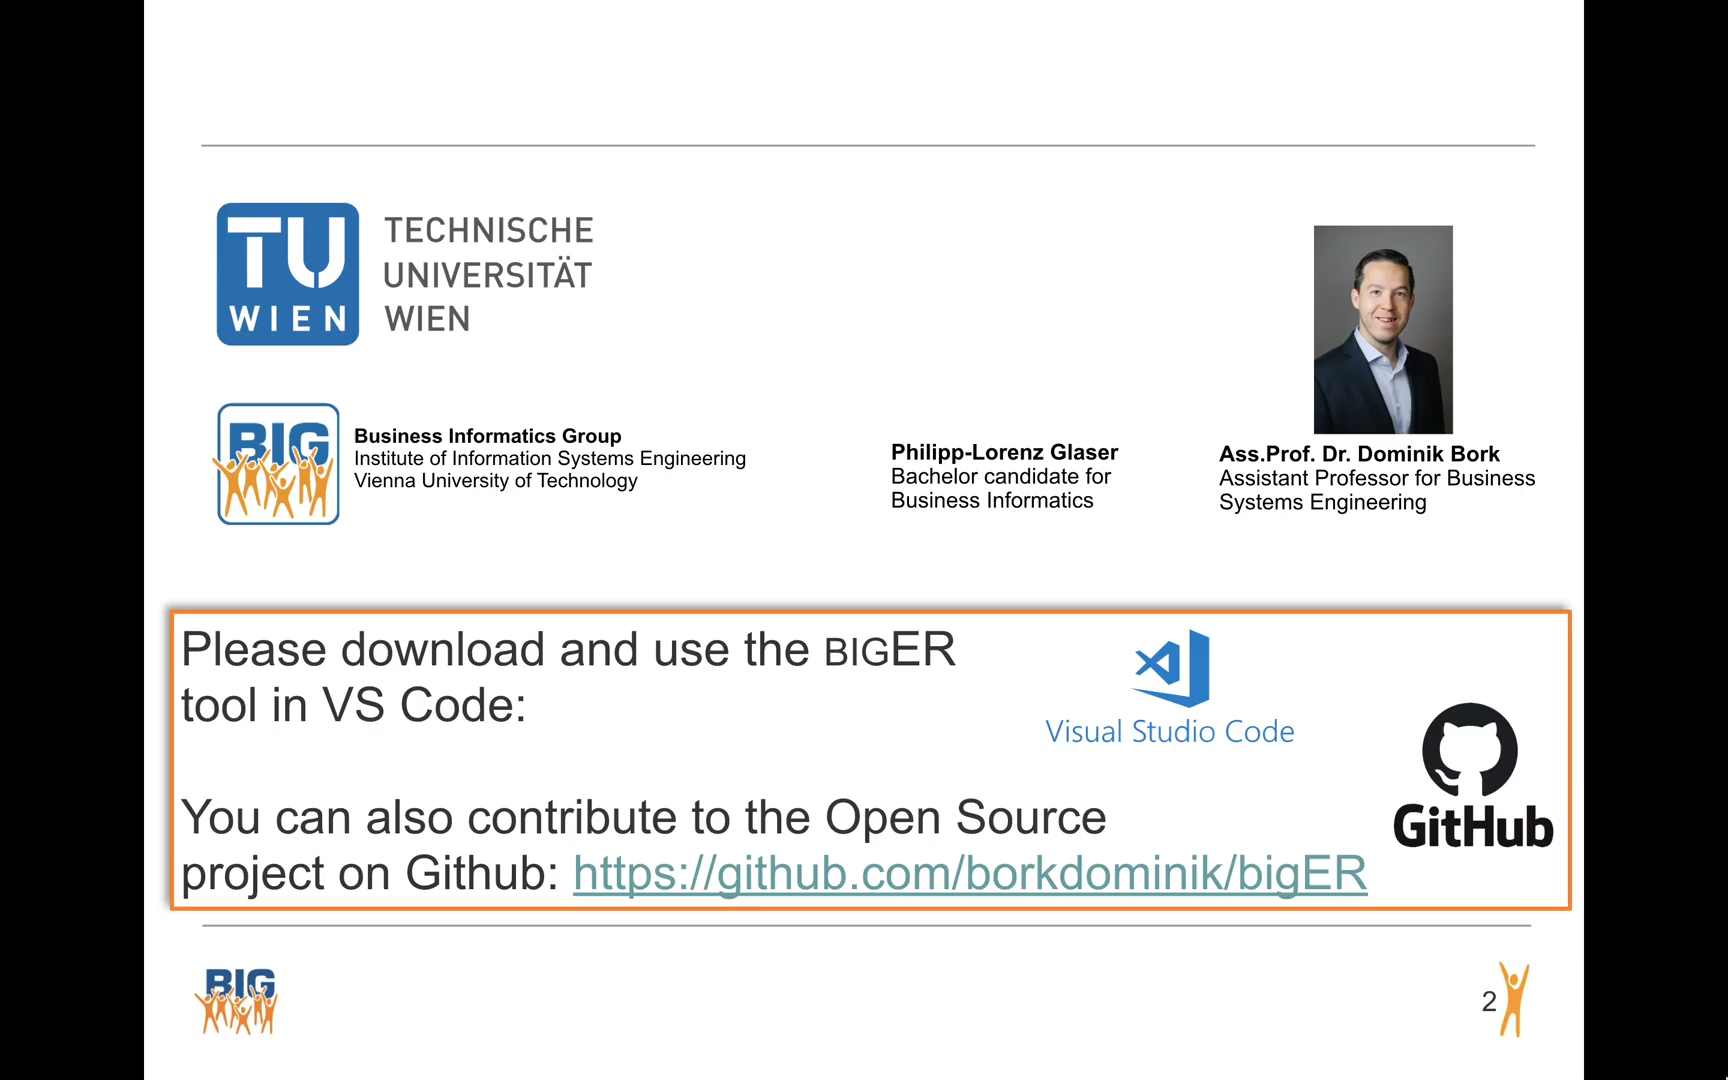 TU
WIEN
TECHNISCHE
UNIVERSITÄT
WIEN
BIG
Business Informatics Group
Institute of Information Systems Engineering
Vienna University of Technology
Philipp-Lorenz Glaser
Bachelor candidate for
Business Informatics
Ass.Prof. Dr. Dominik Bork
Assistant Professor for Business
Systems Engineering
Please download and use the BIGER
tool in VS Code:
Visual Studio Code
You can also contribute to the Open Source
project on Github: https://github.com/borkdominik/bigER
GitHub
BIG
2